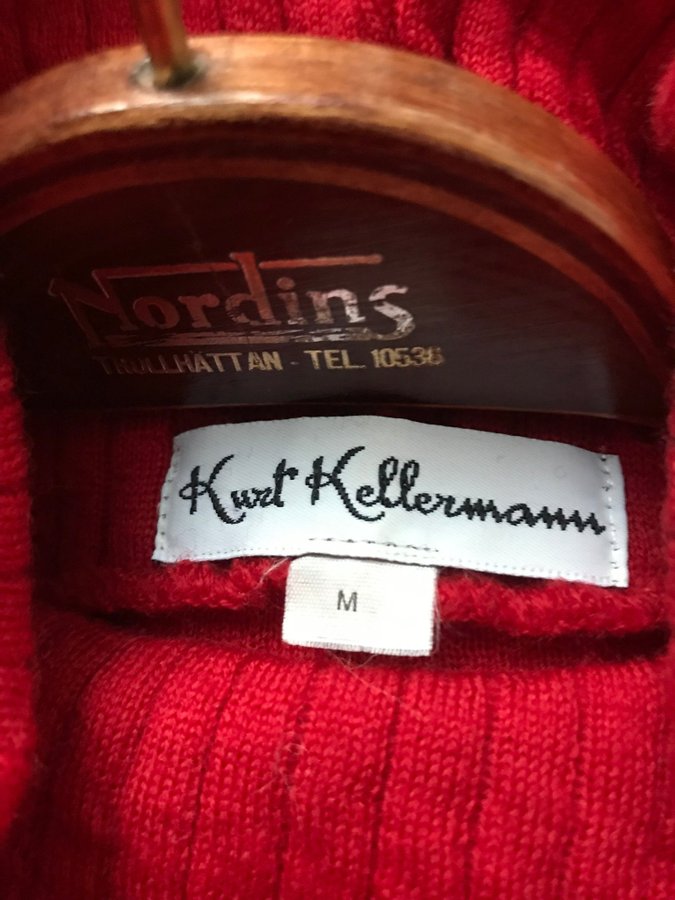 Nordins
TROLLHÄTTAN - TEL. 10536
Kurt Kellermann
M